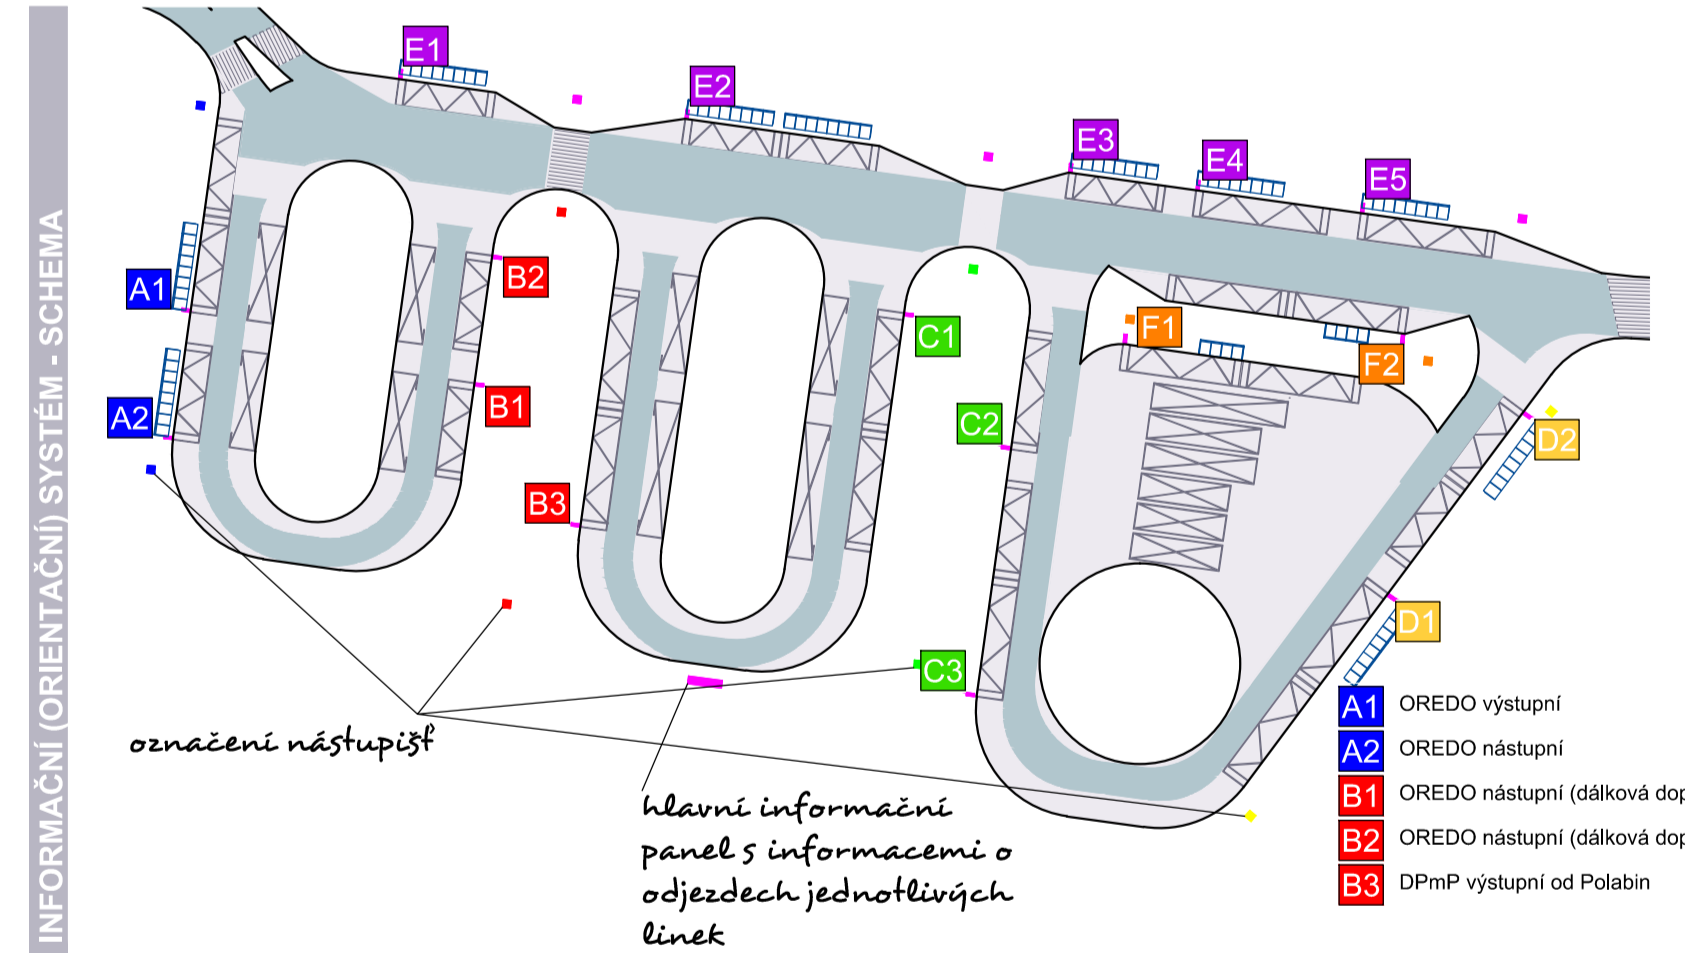 INFORMAČNÍ (ORIENTAČNÍ) SYSTÉM - SCHEMA
E1
E2
E3
E4
E5
A1
A2
B2
B1
B3
C1
C2
C3
F1
F2
D2
D1
označení nástupišť
hlavní informační
panel s informacemi o
odjezdech jednotlivých
linek
A1 OREDO výstupní
A2 OREDO nástupní
B1 OREDO nástupní (dálková dop
B2 OREDO nástupní (dálková dop
B3 DPmP výstupní od Polabin